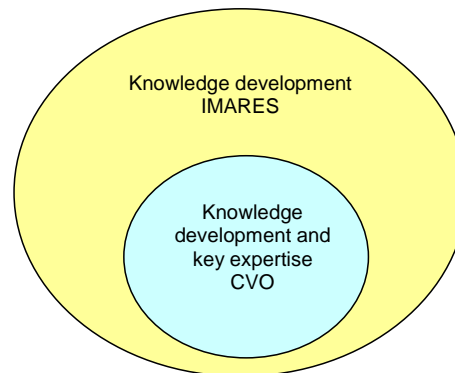 Knowledge development
IMARES
Knowledge
development and
key expertise
CVO